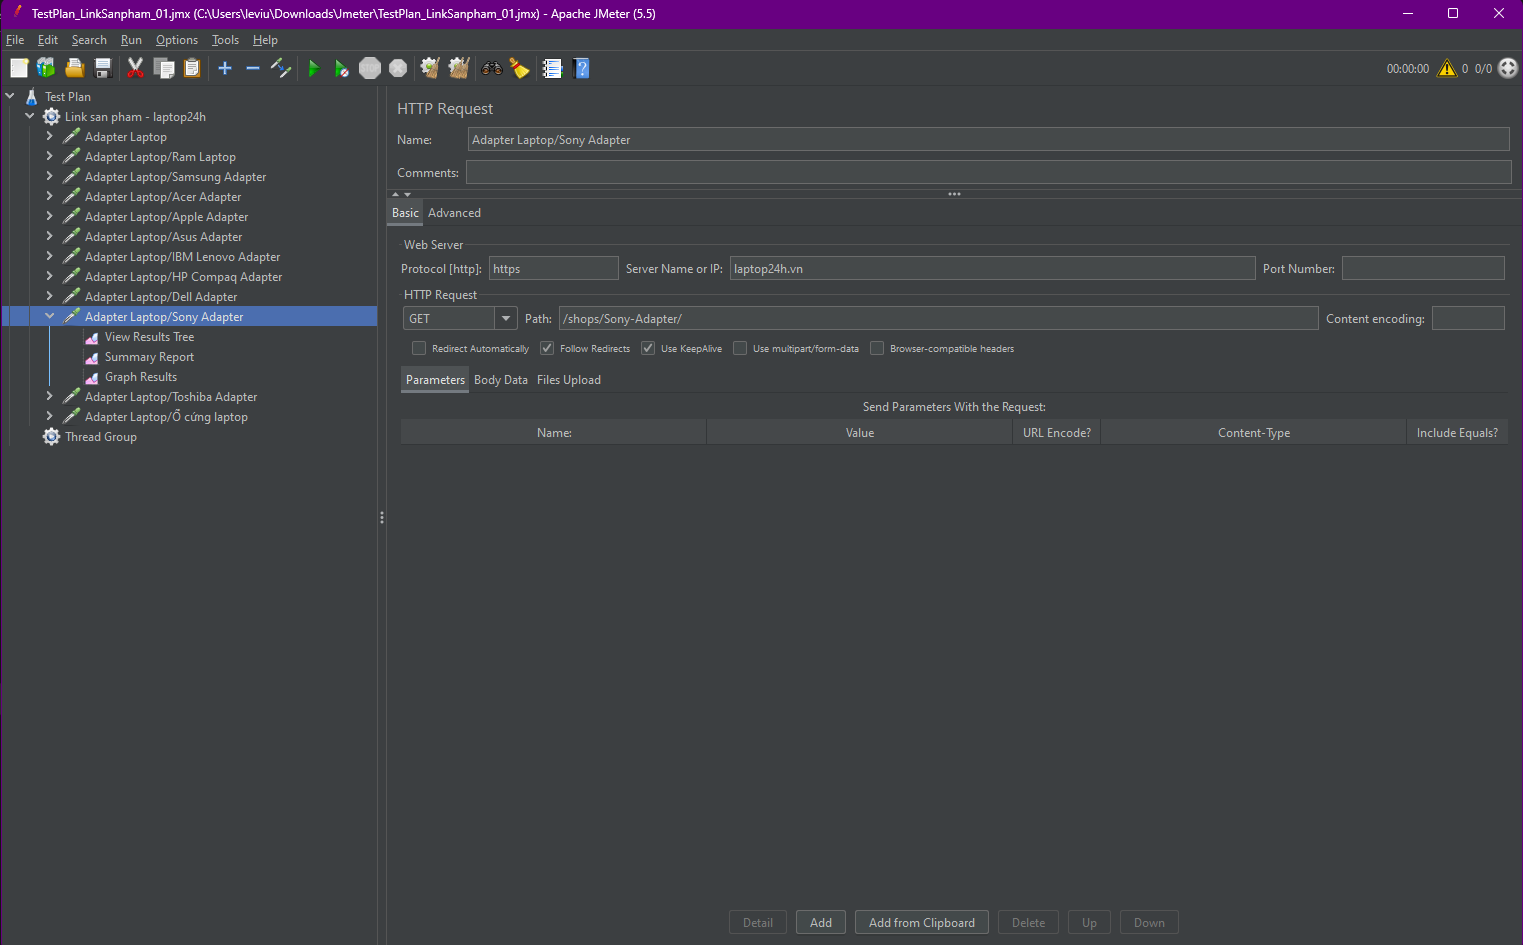 TestPlan_LinkSanpham_01.jmx (C:\Users\leviu\Downloads\Jmeter\TestPlan_LinkSanpham_01.jmx) - Apache JMeter (5.5)
File Edit Search Run Options Tools Help
STOP
00:00:00 0 0/0
Test Plan
Link san pham - laptop24h
Adapter Laptop
Adapter Laptop/Ram Laptop
Adapter Laptop/Samsung Adapter
Adapter Laptop/Acer Adapter
Adapter Laptop/Apple Adapter
Adapter Laptop/Asus Adapter
Adapter Laptop/IBM Lenovo Adapter
Adapter Laptop/HP Compaq Adapter
Adapter Laptop/Dell Adapter
Adapter Laptop/Sony Adapter
View Results Tree
Summary Report
Graph Results
Adapter Laptop/Toshiba Adapter
Adapter Laptop/Ổ cứng laptop
Thread Group
HTTP Request
Name: Adapter Laptop/Sony Adapter
Comments:
Basic Advanced
Web Server
Protocol [http]: https Server Name or IP: laptop24h.vn Port Number:
HTTP Request
GET Path: /shops/Sony-Adapter/ Content encoding:
Redirect Automatically Follow Redirects Use KeepAlive Use multipart/form-data Browser-compatible headers
Parameters Body Data Files Upload
Send Parameters With the Request:
Name: Value URL Encode? Content-Type Include Equals?
Detail Add Add from Clipboard Delete Up Down